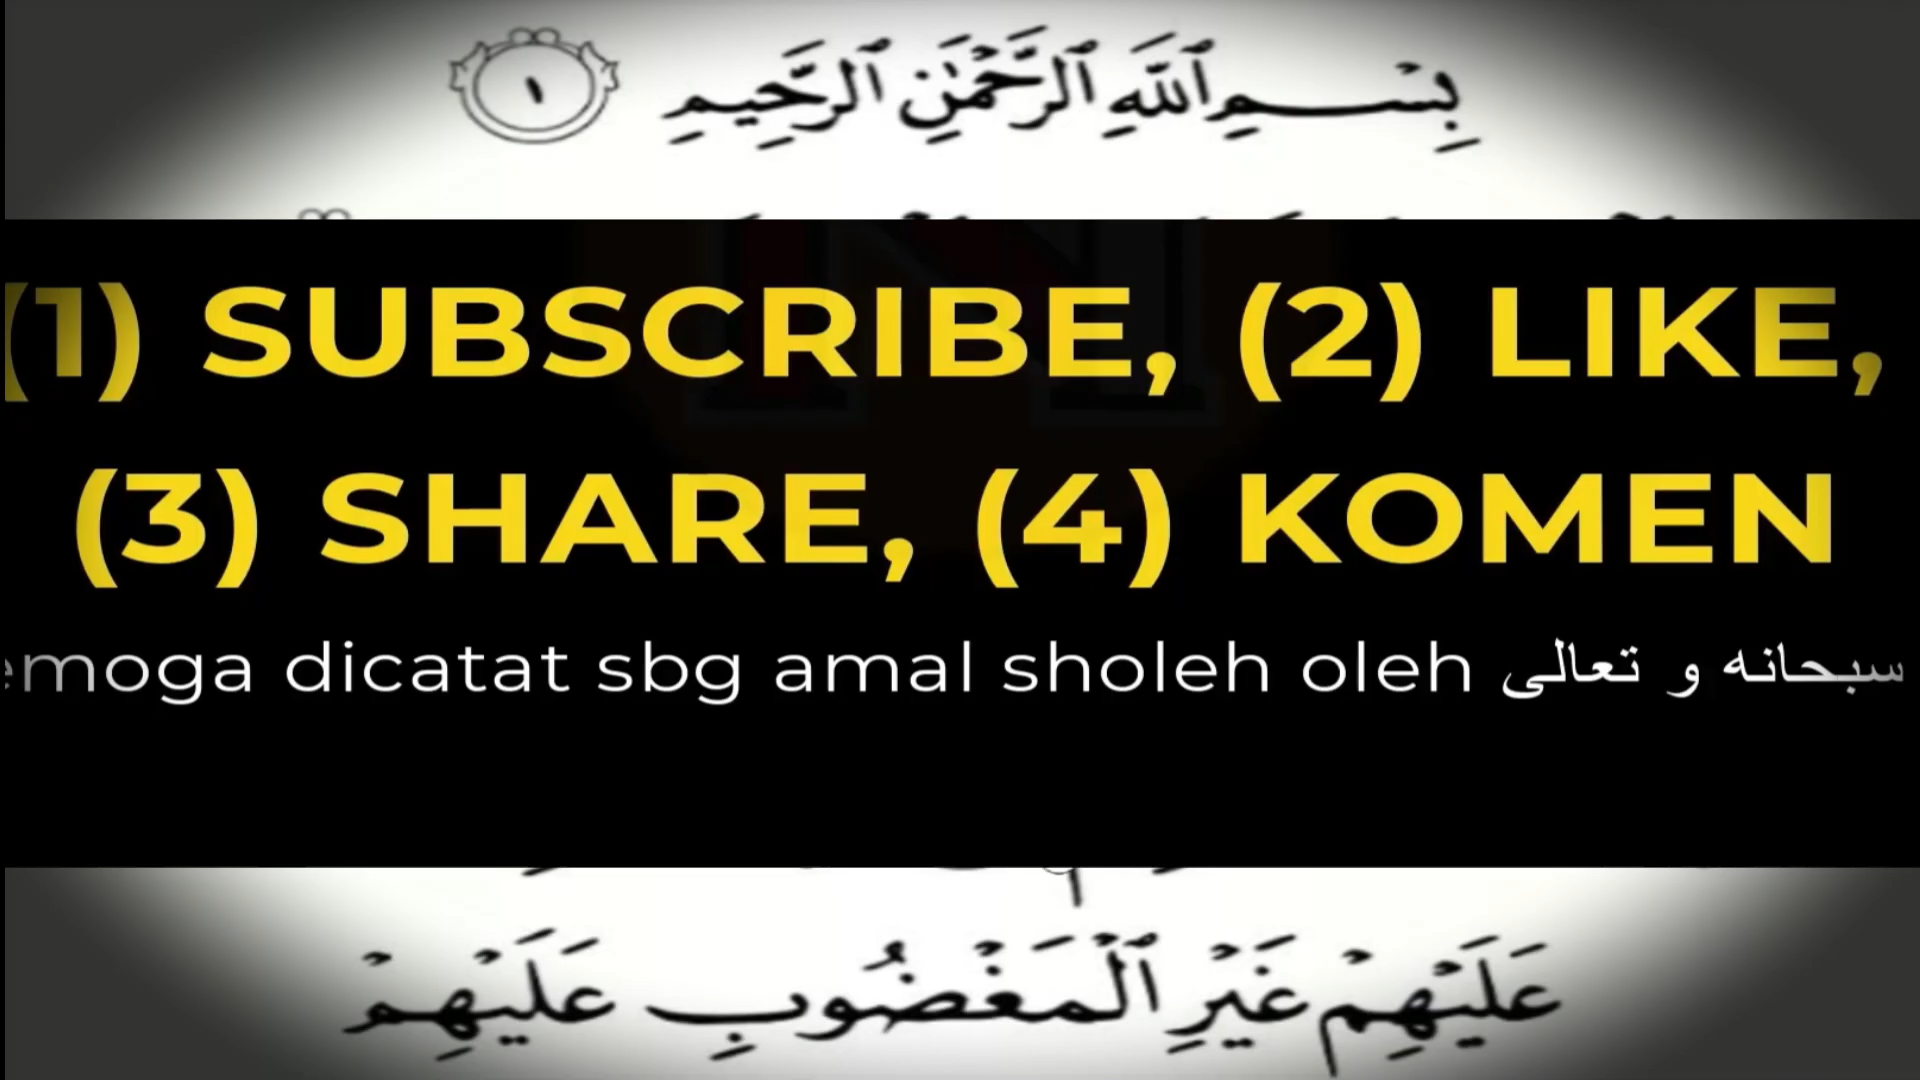 بِسْمِ ٱللَّهِ ٱلرَّحْمَٰنِ ٱلرَّحِيمِ ١
(1) SUBSCRIBE, (2) LIKE,
(3) SHARE, (4) KOMEN
emoga dicatat sbg amal sholeh oleh سبحانه و تعالى
عَلَيْهِمْ غَيْرِ ٱلْمَغْضُوبِ عَلَيْهِمْ